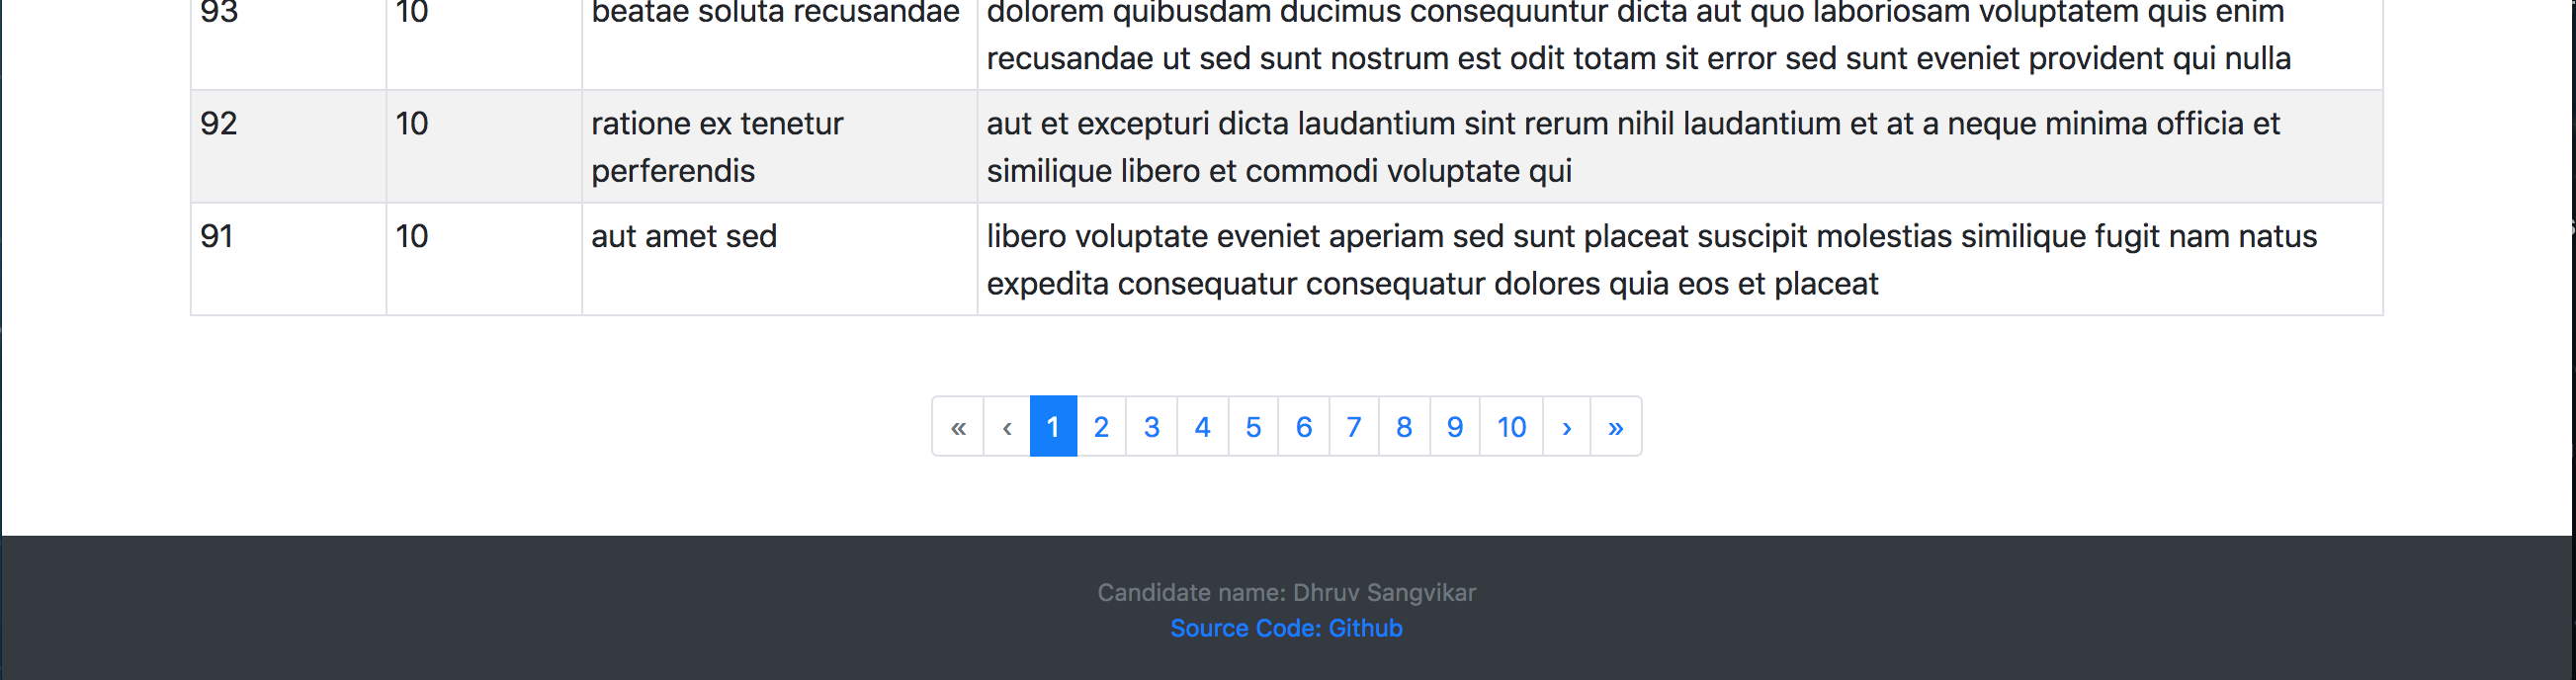 93 10 beatae soluta recusandae dolorem quibusdam ducimus consequuntur dicta aut quo laboriosam voluptatem quis enim
recusandae ut sed sunt nostrum est odit totam sit error sed sunt eveniet provident qui nulla
92 10 ratione ex tenetur aut et excepturi dicta laudantium sint rerum nihil laudantium et at a neque minima officia et
perferendis similique libero et commodi voluptate qui
91 10 aut amet sed libero voluptate eveniet aperiam sed sunt placeat suscipit molestias similique fugit nam natus
expedita consequatur consequatur dolores quia eos et placeat
« ‹ 1 2 3 4 5 6 7 8 9 10 › »
Candidate name: Dhruv Sangvikar
Source Code: Github